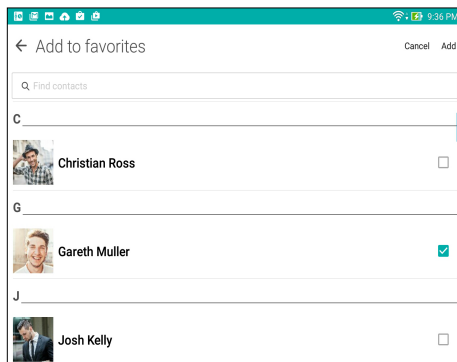 9:36 PM
Add to favorites
Cancel Add
Find contacts
C
Christian Ross
G
Gareth Muller
J
Josh Kelly